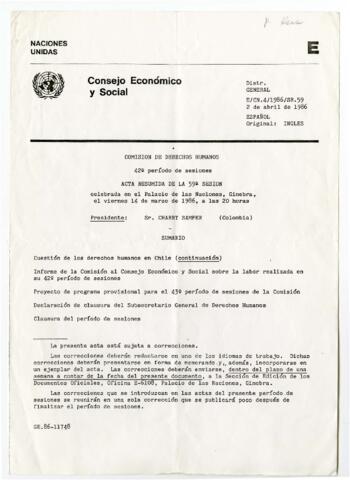 NACIONES
UNIDAS
E
Consejo Económico
y Social
Distr.
GENERAL
E/CN.4/1986/SR.59
2 de abril de 1986
ESPAÑOL
Original: INGLES
COMISION DE DERECHOS HUMANOS
42º período de sesiones
ACTA RESUMIDA DE LA 59ª SESION
celebrada en el Palacio de las Naciones, Ginebra,
el viernes 14 de marzo de 1986, a las 20 horas
Presidente: Sr. CHARRY SAMPER (Colombia)
SUMARIO
Cuestión de los derechos humanos en Chile (continuación)
Informe de la Comisión al Consejo Económico y Social sobre la labor realizada en
su 42º período de sesiones
Proyecto de programa provisional para el 43º período de sesiones de la Comisión
Declaración de clausura del Subsecretario General de Derechos Humanos
Clausura del período de sesiones
La presente acta está sujeta a correcciones.
Las correcciones deberán redactarse en uno de los idiomas de trabajo. Dichas
correcciones deberán presentarse en forma de memorando y, además, incorporarse en
un ejemplar del acta. Las correcciones deberán enviarse, dentro del plazo de una
semana a contar de la fecha del presente documento, a la Sección de Edición de los
Documentos Oficiales, Oficina E-6108, Palacio de las Naciones, Ginebra.
Las correcciones que se introduzcan en las actas del presente período de
sesiones se reunirán en una sola corrección que se publicará poco después de
finalizar el período de sesiones.
GE.86-11748